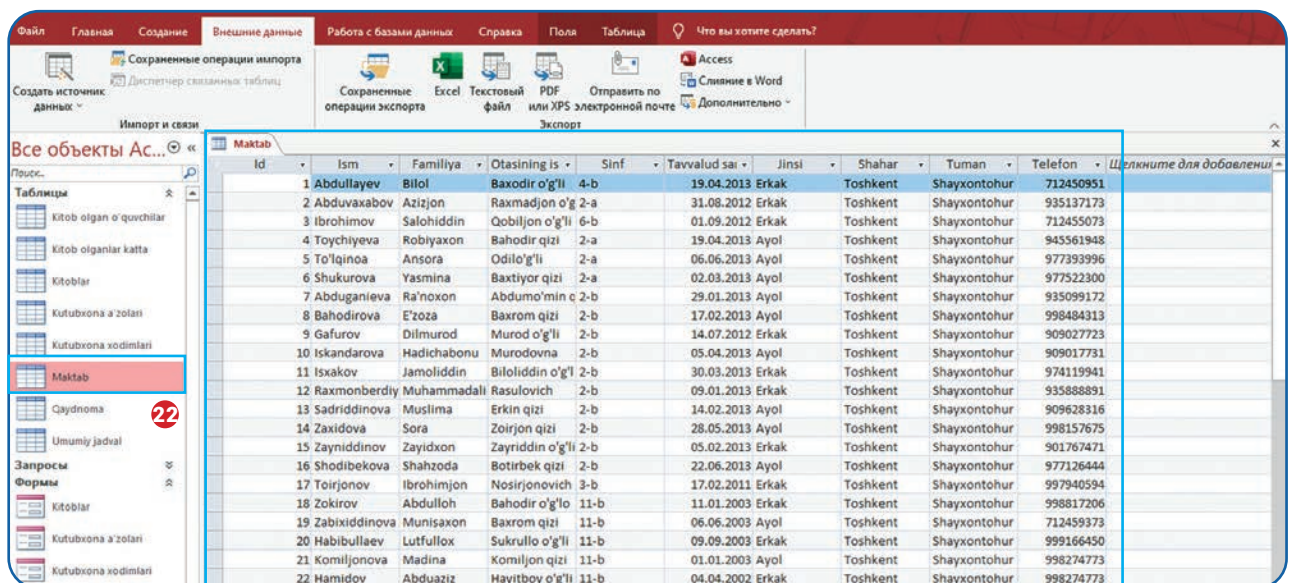 Файл Главная Создание Внешние данные Работа с базами данных Справка Поля Таблица Что вы хотите сделать?
Создать источник данных
Сохраненные операции импорта
Диспетчер связанных таблиц
Импорт и связи
Сохраненные операции экспорта
Excel
Текстовый файл
PDF или XPS
Отправить по электронной почте
Access
Слияние в Word
Дополнительно
Экспорт
Все объекты Ac...
Поиск...
Таблицы
Kitob olgan o'quvchilar
Kitob olganlar katta
Kitoblar
Kutubxona a'zolari
Kutubxona xodimlari
Maktab
Qaydnoma
22
Umumiy jadval
Запросы
Формы
Kitoblar
Kutubxona a'zolari
Kutubxona xodimlari
Maktab
Id Ism Familiya Otasining is Sinf Tavvalud sai Jinsi Shahar Tuman Telefon Щелкните для добавления
1 Abdullayev Bilol Baxodir o'g'li 4-b 19.04.2013 Erkak Toshkent Shayxontohur 712450951
2 Abduvaxabov Azizjon Raxmadjon o'g 2-a 31.08.2012 Erkak Toshkent Shayxontohur 935137173
3 Ibrohimov Salohiddin Qobiljon o'g'li 6-b 01.09.2012 Erkak Toshkent Shayxontohur 712455073
4 Toychiyeva Robiyaxon Bahodir qizi 2-a 19.04.2013 Ayol Toshkent Shayxontohur 945561948
5 To'lqinoa Ansora Odilo'g'li 2-a 06.06.2013 Ayol Toshkent Shayxontohur 977393996
6 Shukurova Yasmina Baxtiyor qizi 2-a 02.03.2013 Ayol Toshkent Shayxontohur 977522300
7 Abduganieva Ra'noxon Abdumo'min q 2-b 29.01.2013 Ayol Toshkent Shayxontohur 935099172
8 Bahodirova E'zoza Baxrom qizi 2-b 17.02.2013 Ayol Toshkent Shayxontohur 998484313
9 Gafurov Dilmurod Murod o'g'li 2-b 14.07.2012 Erkak Toshkent Shayxontohur 909027723
10 Iskandarova Hadichabonu Murodovna 2-b 05.04.2013 Ayol Toshkent Shayxontohur 909017731
11 Isxakov Jamoliddin Biloliddin o'g'l 2-b 30.03.2013 Erkak Toshkent Shayxontohur 974119941
12 Raxmonberdiy Muhammadali Rasulovich 2-b 09.01.2013 Erkak Toshkent Shayxontohur 935888891
13 Sadriddinova Muslima Erkin qizi 2-b 14.02.2013 Ayol Toshkent Shayxontohur 909628316
14 Zaxidova Sora Zoirjon qizi 2-b 28.05.2013 Ayol Toshkent Shayxontohur 998157675
15 Zayniddinov Zayidxon Zayriddin o'g'li 2-b 05.02.2013 Erkak Toshkent Shayxontohur 901767471
16 Shodibekova Shahzoda Botirbek qizi 2-b 22.06.2013 Ayol Toshkent Shayxontohur 977126444
17 Toirjonov Ibrohimjon Nosirjonovich 3-b 17.02.2011 Erkak Toshkent Shayxontohur 997940594
18 Zokirov Abdulloh Bahodir o'g'lo 11-b 11.01.2003 Erkak Toshkent Shayxontohur 998817206
19 Zabixiddinova Munisaxon Baxrom qizi 11-b 06.06.2003 Ayol Toshkent Shayxontohur 712459373
20 Habibullaev Lutfullox Sukrullo o'g'li 11-b 09.09.2003 Erkak Toshkent Shayxontohur 999166450
21 Komiljonova Madina Komiljon qizi 11-b 01.01.2003 Ayol Toshkent Shayxontohur 998274773
22 Hamidov Abduaziz Hayitboy o'g'li 11-b 04.04.2002 Erkak Toshkent Shayxontohur 998274773